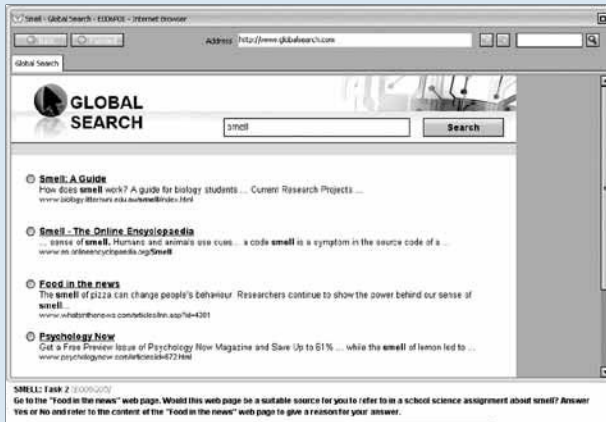 Smell - Global Search - Internet Browser
Address http://www.globalsearch.com
Global Search
GLOBAL
SEARCH
smell
Search
Smell: A Guide
How does smell work? A guide for biology students ... Current Research Projects ...
Smell - The Online Encyclopaedia
... sense of smell. Humans and animals use cues... a code smell is a symptom in the source code of a ...
www.en.onlineencyclopaedia.org/Smell
Food in the news
The smell of pizza can change people's behaviour. Researchers continue to show the power behind our sense of
smell...
Psychology Now
Get a Free Preview Issue of Psychology Now Magazine and Save Up to 61% ... while the smell of lemon led to ...
SMELL: Task 2
Go to the "Food in the news" web page. Would this web page be a suitable source for you to refer to in a school science assignment about smell? Answer
Yes or No and refer to the content of the "Food in the news" web page to give a reason for your answer.